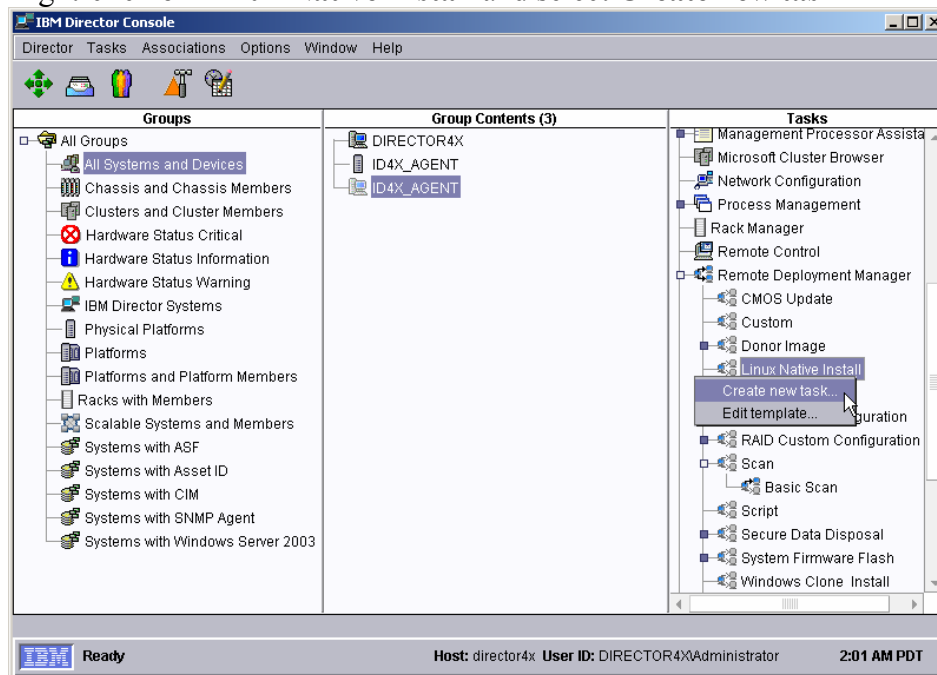 IBM Director Console
Director Tasks Associations Options Window Help
Groups
All Groups
All Systems and Devices
Chassis and Chassis Members
Clusters and Cluster Members
Hardware Status Critical
Hardware Status Information
Hardware Status Warning
IBM Director Systems
Physical Platforms
Platforms
Platforms and Platform Members
Racks with Members
Scalable Systems and Members
Systems with ASF
Systems with Asset ID
Systems with CIM
Systems with SNMP Agent
Systems with Windows Server 2003
Group Contents (3)
DIRECTOR4X
ID4X_AGENT
ID4X_AGENT
Tasks
Management Processor Assista
Microsoft Cluster Browser
Network Configuration
Process Management
Rack Manager
Remote Control
Remote Deployment Manager
CMOS Update
Custom
Donor Image
Linux Native Install
Create new task...
Edit template...
guration
RAID Custom Configuration
Scan
Basic Scan
Script
Secure Data Disposal
System Firmware Flash
Windows Clone Install
IBM Ready Host: director4x User ID: DIRECTOR4X\Administrator 2:01 AM PDT